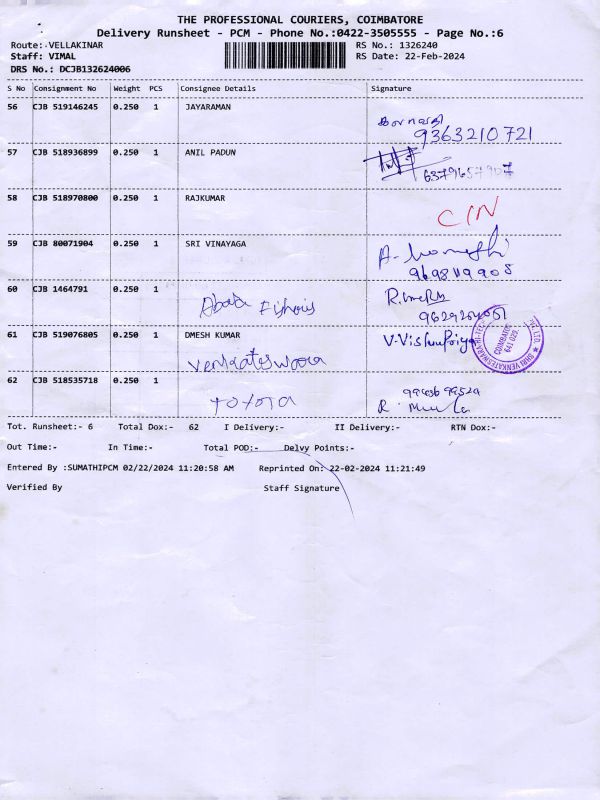 THE PROFESSIONAL COURIERS, COIMBATORE
Delivery Runsheet - PCM - Phone No.:0422-3505555 - Page No.:6
Route: VELLAKINAR RS No.: 1326240
Staff: VIMAL RS Date: 22-Feb-2024
DRS No.: DCJB132624006
S No Consignment No Weight PCS Consignee Details Signature
56 CJB 519146245 0.250 1 JAYARAMAN
9363210721
57 CJB 518936899 0.250 1 ANIL PADUN
6379657907
58 CJB 518970800 0.250 1 RAJKUMAR
CIN
59 CJB 80071904 0.250 1 SRI VINAYAGA
60 CJB 1464791 0.250 1
61 CJB 519076805 0.250 1 DMESH KUMAR V.Vishnu Priya
Venkateswara
62 CJB 518535718 0.250 1
TOYOTA
COIMBATORE
641 029.
Tot. Runsheet:- 6 Total Dox:- 62 I Delivery:- II Delivery:- RTN Dox:-
Out Time:- In Time:- Total POD:- Delvy Points:-
Entered By :SUMATHIPCM 02/22/2024 11:20:58 AM Reprinted On: 22-02-2024 11:21:49
Verified By Staff Signature